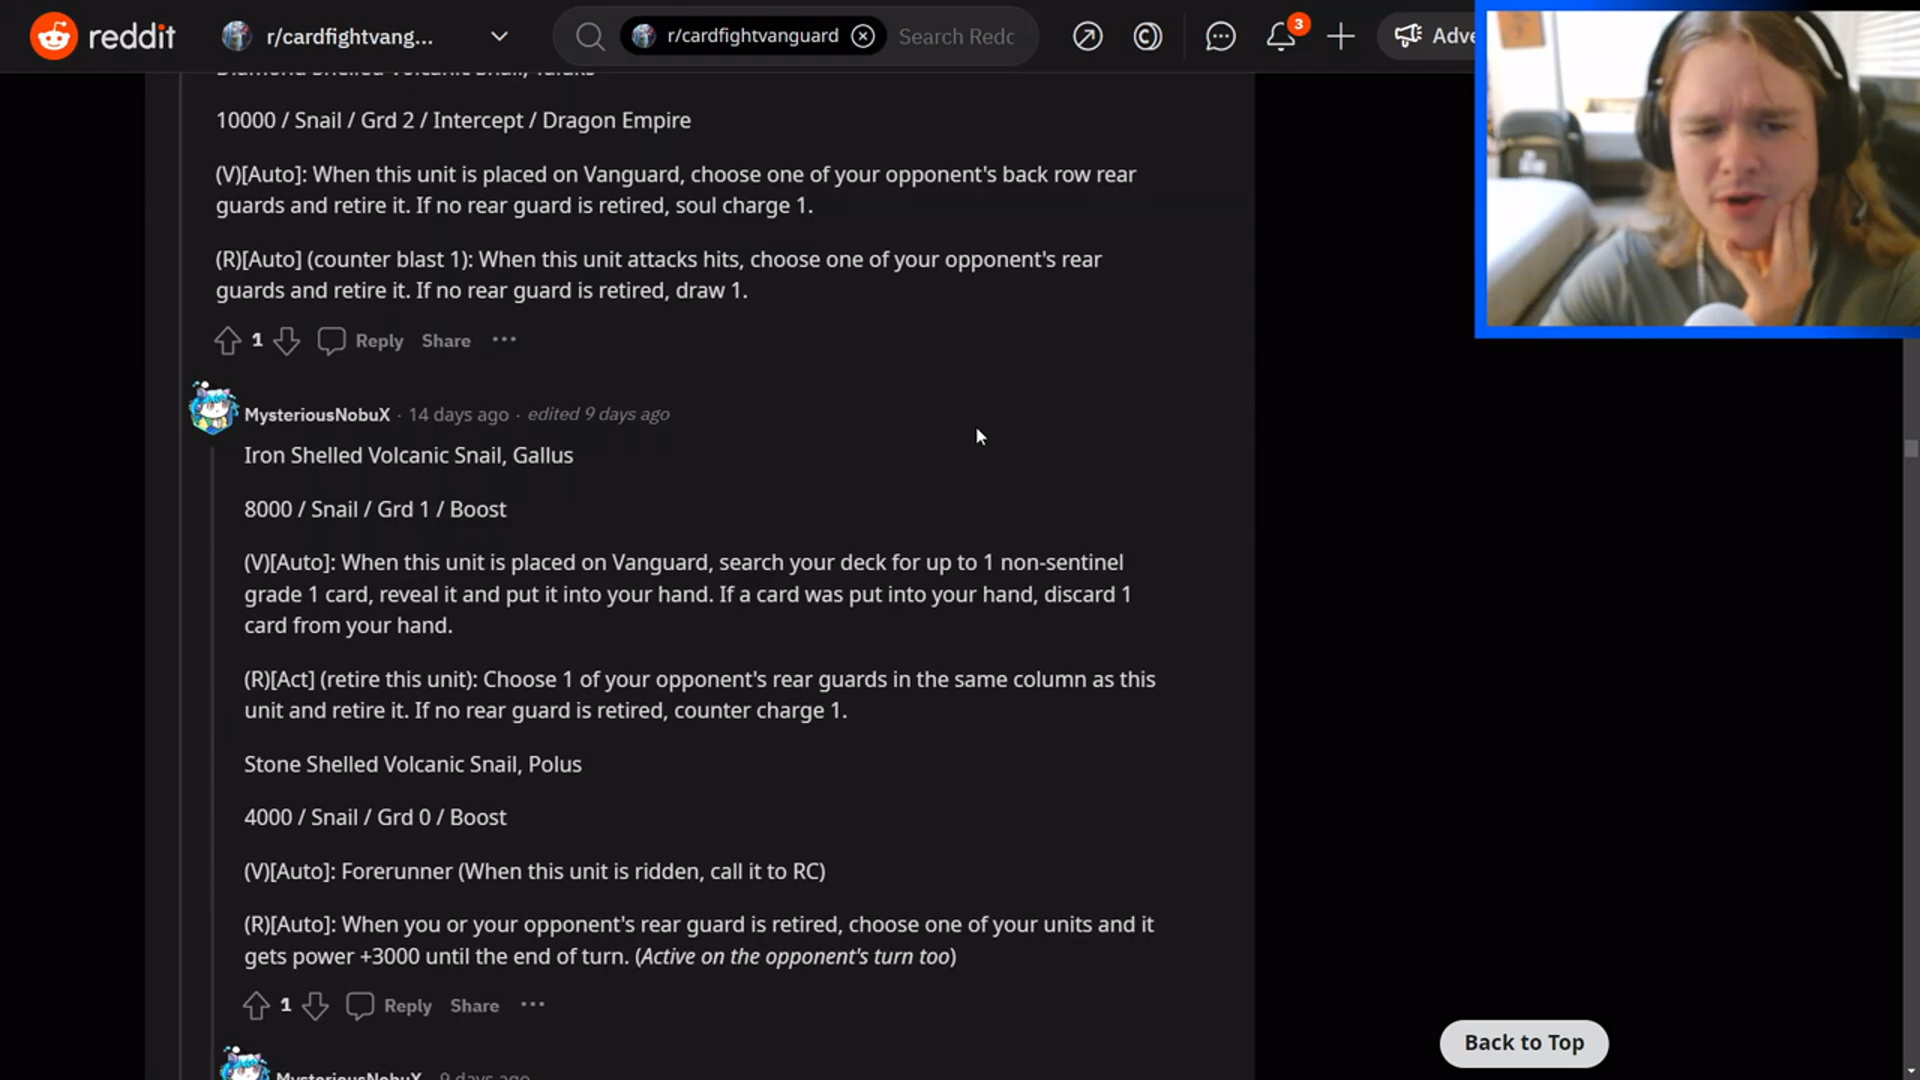 reddit
r/cardfightvang...
r/cardfightvanguard
Search Redc
3
Adve
10000 / Snail / Grd 2 / Intercept / Dragon Empire
(V)[Auto]: When this unit is placed on Vanguard, choose one of your opponent's back row rear
guards and retire it. If no rear guard is retired, soul charge 1.
(R)[Auto] (counter blast 1): When this unit attacks hits, choose one of your opponent's rear
guards and retire it. If no rear guard is retired, draw 1.
1 Reply Share ...
MysteriousNobuX · 14 days ago · edited 9 days ago
Iron Shelled Volcanic Snail, Gallus
8000 / Snail / Grd 1 / Boost
(V)[Auto]: When this unit is placed on Vanguard, search your deck for up to 1 non-sentinel
grade 1 card, reveal it and put it into your hand. If a card was put into your hand, discard 1
card from your hand.
(R)[Act] (retire this unit): Choose 1 of your opponent's rear guards in the same column as this
unit and retire it. If no rear guard is retired, counter charge 1.
Stone Shelled Volcanic Snail, Polus
4000 / Snail / Grd 0 / Boost
(V)[Auto]: Forerunner (When this unit is ridden, call it to RC)
(R)[Auto]: When you or your opponent's rear guard is retired, choose one of your units and it
gets power +3000 until the end of turn. (Active on the opponent's turn too)
1 Reply Share ...
Back to Top
MysteriousNobuX · 9 days ago